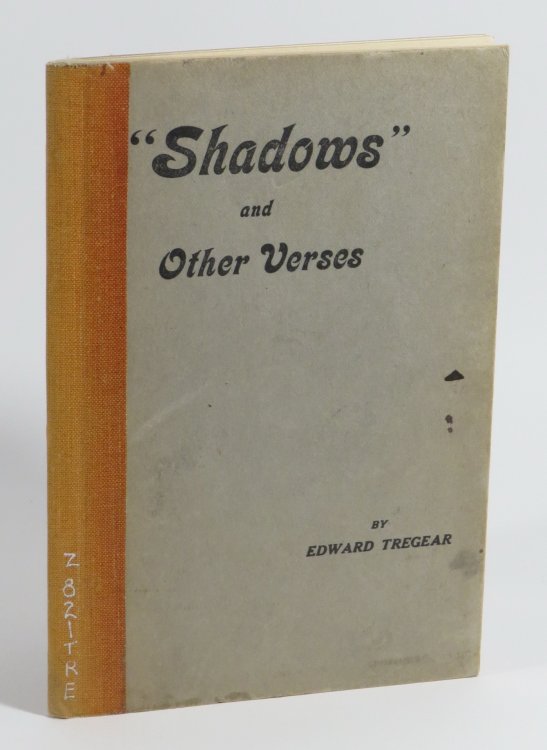 “Shadows”
and
Other Verses
BY
EDWARD TREGEAR
Z
821
TRE